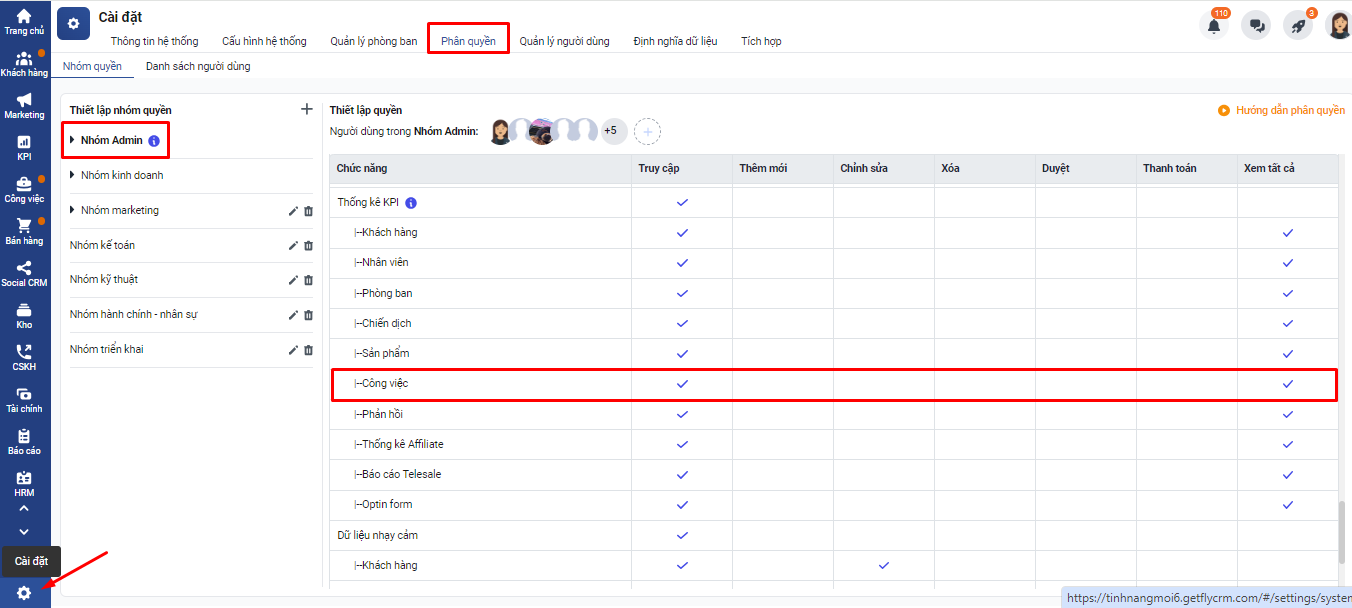 Trang chủ
Khách hàng
Marketing
KPI
Công việc
Bán hàng
Social CRM
Kho
CSKH
Tài chính
Báo cáo
HRM
Cài đặt
Cài đặt
110
3
Thông tin hệ thống Cấu hình hệ thống Quản lý phòng ban Phân quyền Quản lý người dùng Định nghĩa dữ liệu Tích hợp
Nhóm quyền Danh sách người dùng
Thiết lập nhóm quyền
Nhóm Admin
Nhóm kinh doanh
Nhóm marketing
Nhóm kế toán
Nhóm kỹ thuật
Nhóm hành chính - nhân sự
Nhóm triển khai
Thiết lập quyền
Hướng dẫn phân quyền
Người dùng trong Nhóm Admin: +5
Chức năng Truy cập Thêm mới Chỉnh sửa Xóa Duyệt Thanh toán Xem tất cả
Thống kê KPI
|--Khách hàng
|--Nhân viên
|--Phòng ban
|--Chiến dịch
|--Sản phẩm
|--Công việc
|--Phản hồi
|--Thống kê Affiliate
|--Báo cáo Telesale
|--Optin form
Dữ liệu nhạy cảm
|--Khách hàng
https://tinhnangmoi6.getflycrm.com/#/settings/system